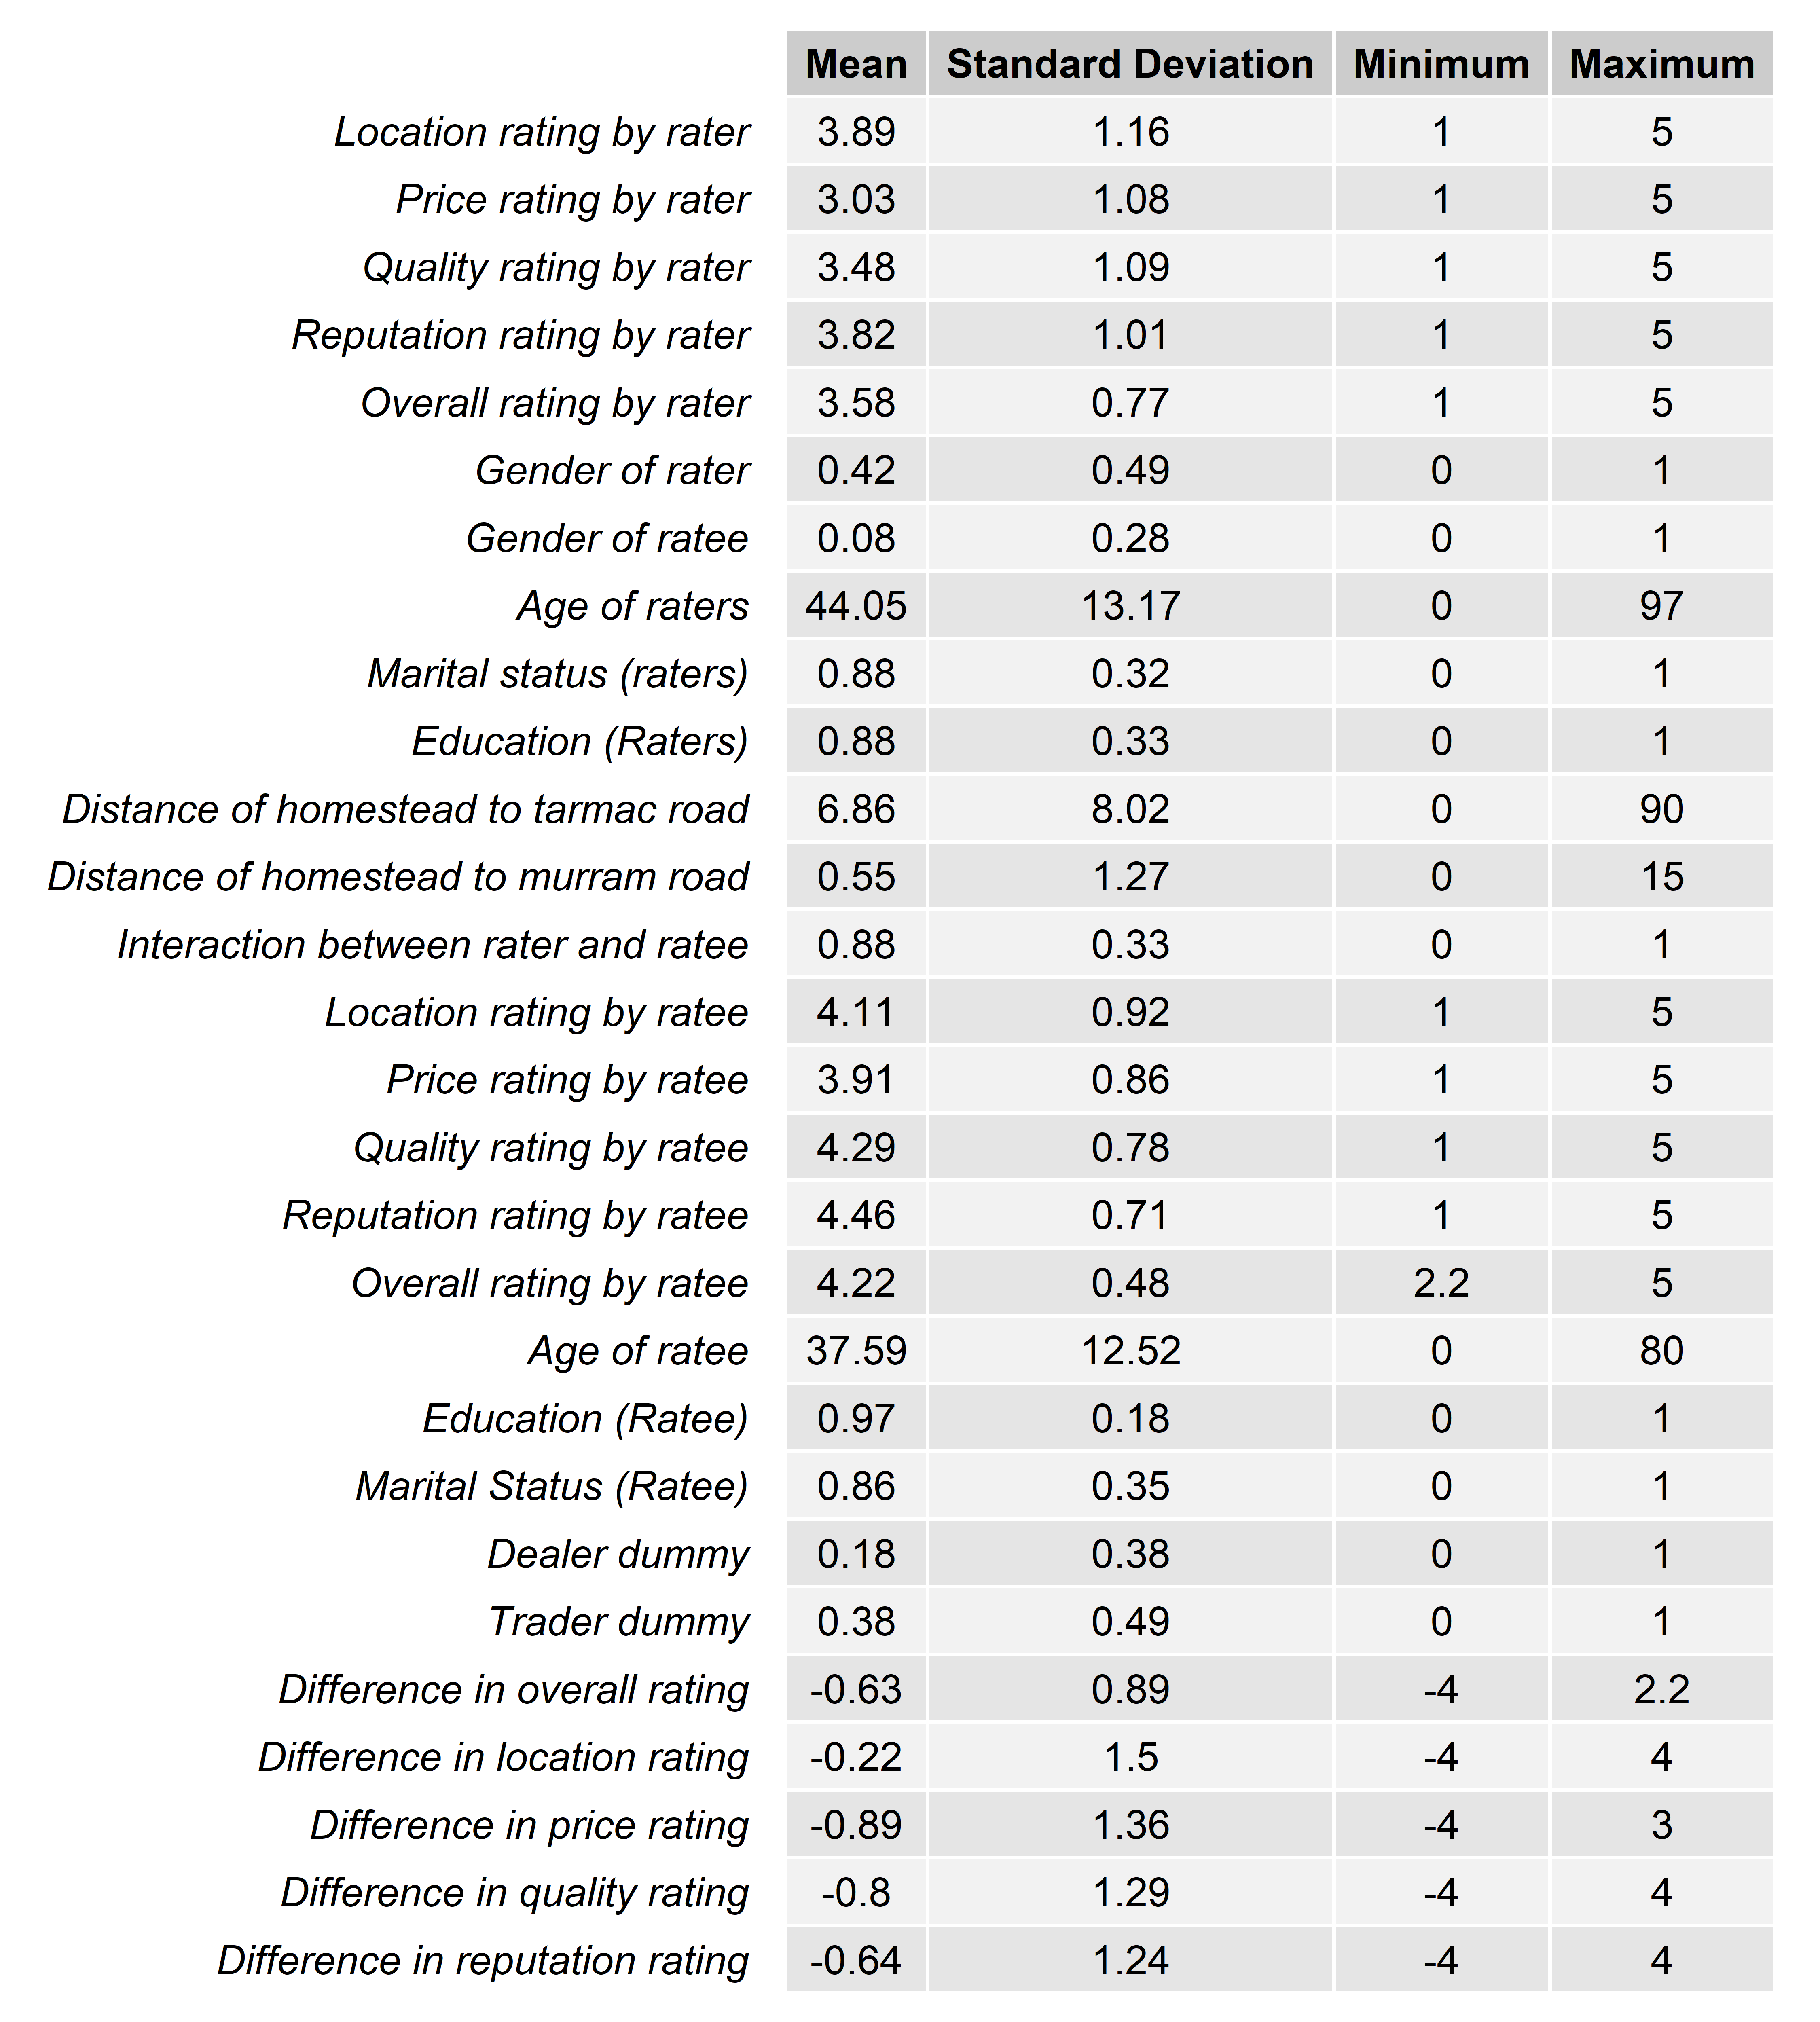 Mean Standard Deviation Minimum Maximum
Location rating by rater 3.89 1.16 1 5
Price rating by rater 3.03 1.08 1 5
Quality rating by rater 3.48 1.09 1 5
Reputation rating by rater 3.82 1.01 1 5
Overall rating by rater 3.58 0.77 1 5
Gender of rater 0.42 0.49 0 1
Gender of ratee 0.08 0.28 0 1
Age of raters 44.05 13.17 0 97
Marital status (raters) 0.88 0.32 0 1
Education (Raters) 0.88 0.33 0 1
Distance of homestead to tarmac road 6.86 8.02 0 90
Distance of homestead to murram road 0.55 1.27 0 15
Interaction between rater and ratee 0.88 0.33 0 1
Location rating by ratee 4.11 0.92 1 5
Price rating by ratee 3.91 0.86 1 5
Quality rating by ratee 4.29 0.78 1 5
Reputation rating by ratee 4.46 0.71 1 5
Overall rating by ratee 4.22 0.48 2.2 5
Age of ratee 37.59 12.52 0 80
Education (Ratee) 0.97 0.18 0 1
Marital Status (Ratee) 0.86 0.35 0 1
Dealer dummy 0.18 0.38 0 1
Trader dummy 0.38 0.49 0 1
Difference in overall rating -0.63 0.89 -4 2.2
Difference in location rating -0.22 1.5 -4 4
Difference in price rating -0.89 1.36 -4 3
Difference in quality rating -0.8 1.29 -4 4
Difference in reputation rating -0.64 1.24 -4 4